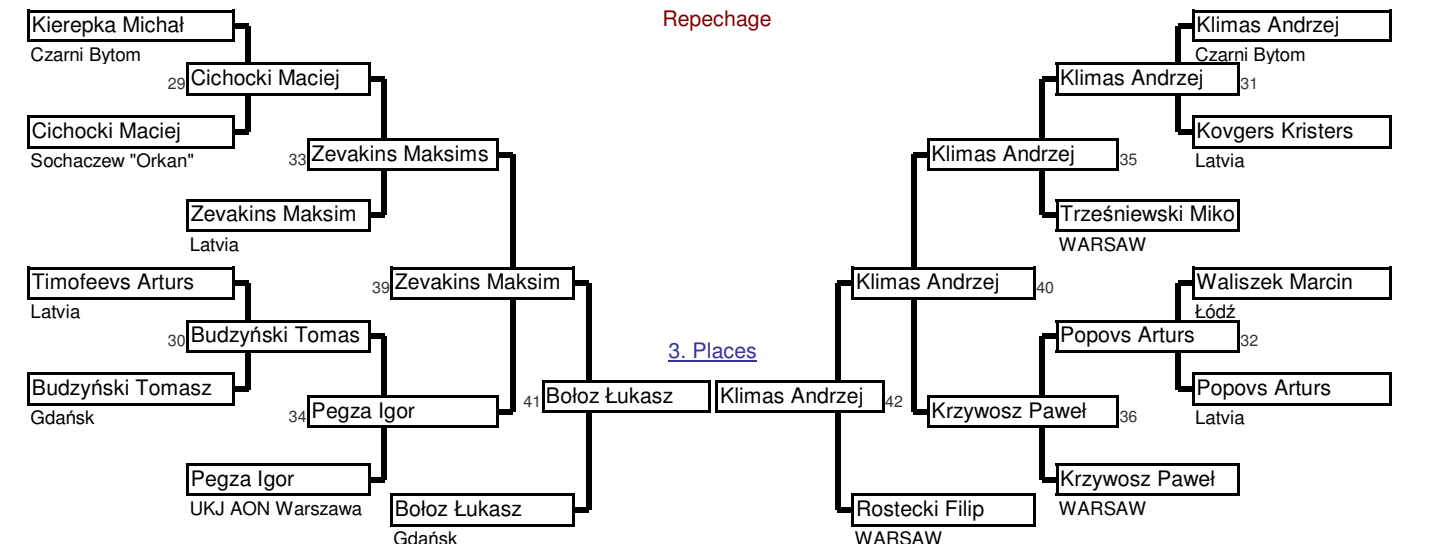 Repechage
Kierepka Michał
Czarni Bytom
29
Cichocki Maciej
Cichocki Maciej
Sochaczew "Orkan"
33
Zevakins Maksims
Zevakins Maksim
Latvia
Timofeevs Arturs
Latvia
39
Zevakins Maksim
30
Budzyński Tomas
Budzyński Tomasz
Gdańsk
34
Pegza Igor
Pegza Igor
UKJ AON Warszawa
41
Bołoz Łukasz
Bołoz Łukasz
Gdańsk
3. Places
Klimas Andrzej
Czarni Bytom
Klimas Andrzej
31
Kovgers Kristers
Latvia
Klimas Andrzej
35
Trześniewski Miko
WARSAW
Klimas Andrzej
40
Waliszek Marcin
Łódź
Popovs Arturs
32
Popovs Arturs
Latvia
Klimas Andrzej
42
Krzywosz Paweł
36
Krzywosz Paweł
WARSAW
Rostecki Filip
WARSAW